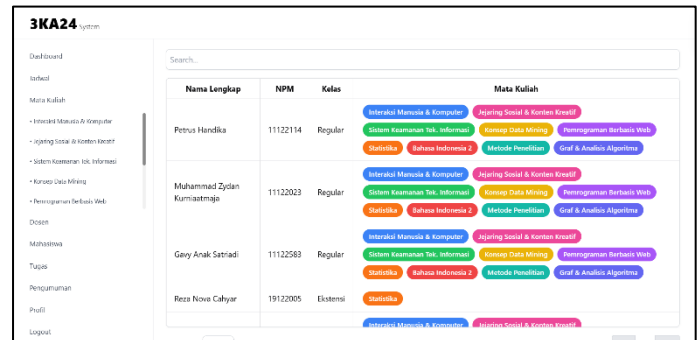 3KA24 System
Dashboard
Jadwal
Mata Kuliah
• Interaksi Manusia & Komputer
• Jejaring Sosial & Konten Kreatif
• Sistem Keamanan Tek. Informasi
• Konsep Data Mining
• Pemrograman Berbasis Web
Dosen
Mahasiswa
Tugas
Pengumuman
Profil
Logout
Search...
Nama Lengkap NPM Kelas Mata Kuliah
Petrus Handika 11122114 Regular
Interaksi Manusia & Komputer Jejaring Sosial & Konten Kreatif
Sistem Keamanan Tek. Informasi Konsep Data Mining Pemrograman Berbasis Web
Statistika Bahasa Indonesia 2 Metode Penelitian Graf & Analisis Algoritma
Muhammad Zydan Kurniaatmaja 11122023 Regular
Interaksi Manusia & Komputer Jejaring Sosial & Konten Kreatif
Sistem Keamanan Tek. Informasi Konsep Data Mining Pemrograman Berbasis Web
Statistika Bahasa Indonesia 2 Metode Penelitian Graf & Analisis Algoritma
Gavy Anak Satriadi 11122583 Regular
Interaksi Manusia & Komputer Jejaring Sosial & Konten Kreatif
Sistem Keamanan Tek. Informasi Konsep Data Mining Pemrograman Berbasis Web
Statistika Bahasa Indonesia 2 Metode Penelitian Graf & Analisis Algoritma
Reza Nova Cahyar 19122005 Ekstensi Statistika
Interaksi Manusia & Komputer Jejaring Sosial & Konten Kreatif